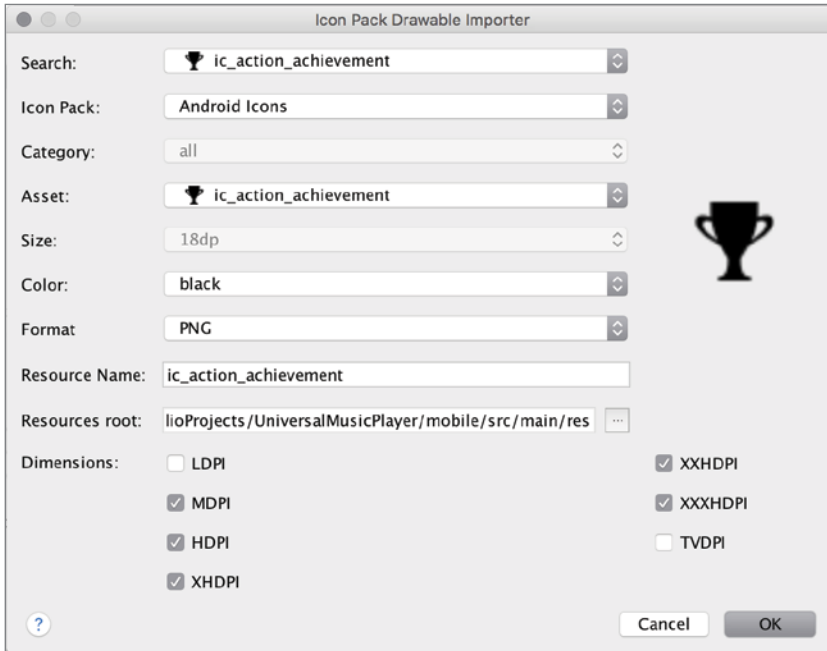 Icon Pack Drawable Importer
Search: ic_action_achievement
Icon Pack: Android Icons
Category: all
Asset: ic_action_achievement
Size: 18dp
Color: black
Format PNG
Resource Name: ic_action_achievement
Resources root: lioProjects/UniversalMusicPlayer/mobile/src/main/res ...
Dimensions: LDPI XXHDPI
MDPI XXXHDPI
HDPI TVDPI
XHDPI
? Cancel OK